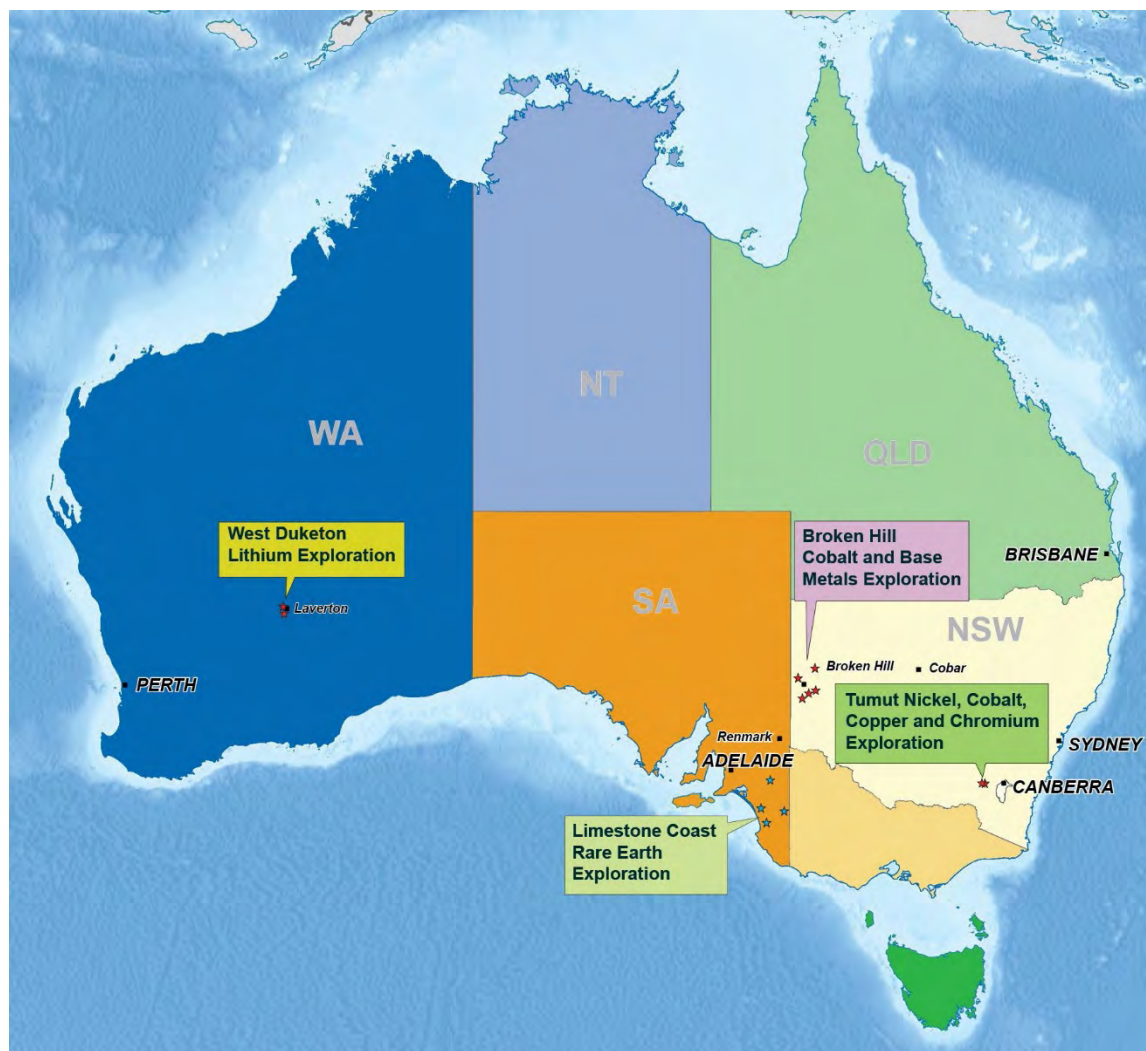 NT
WA
QLD
West Duketon
Lithium Exploration
Broken Hill
Cobalt and Base
Metals Exploration
BRISBANE
Laverton
SA
NSW
Broken Hill
Cobar
PERTH
Tumut Nickel, Cobalt,
Copper and Chromium
Exploration
Renmark
SYDNEY
ADELAIDE
CANBERRA
Limestone Coast
Rare Earth
Exploration